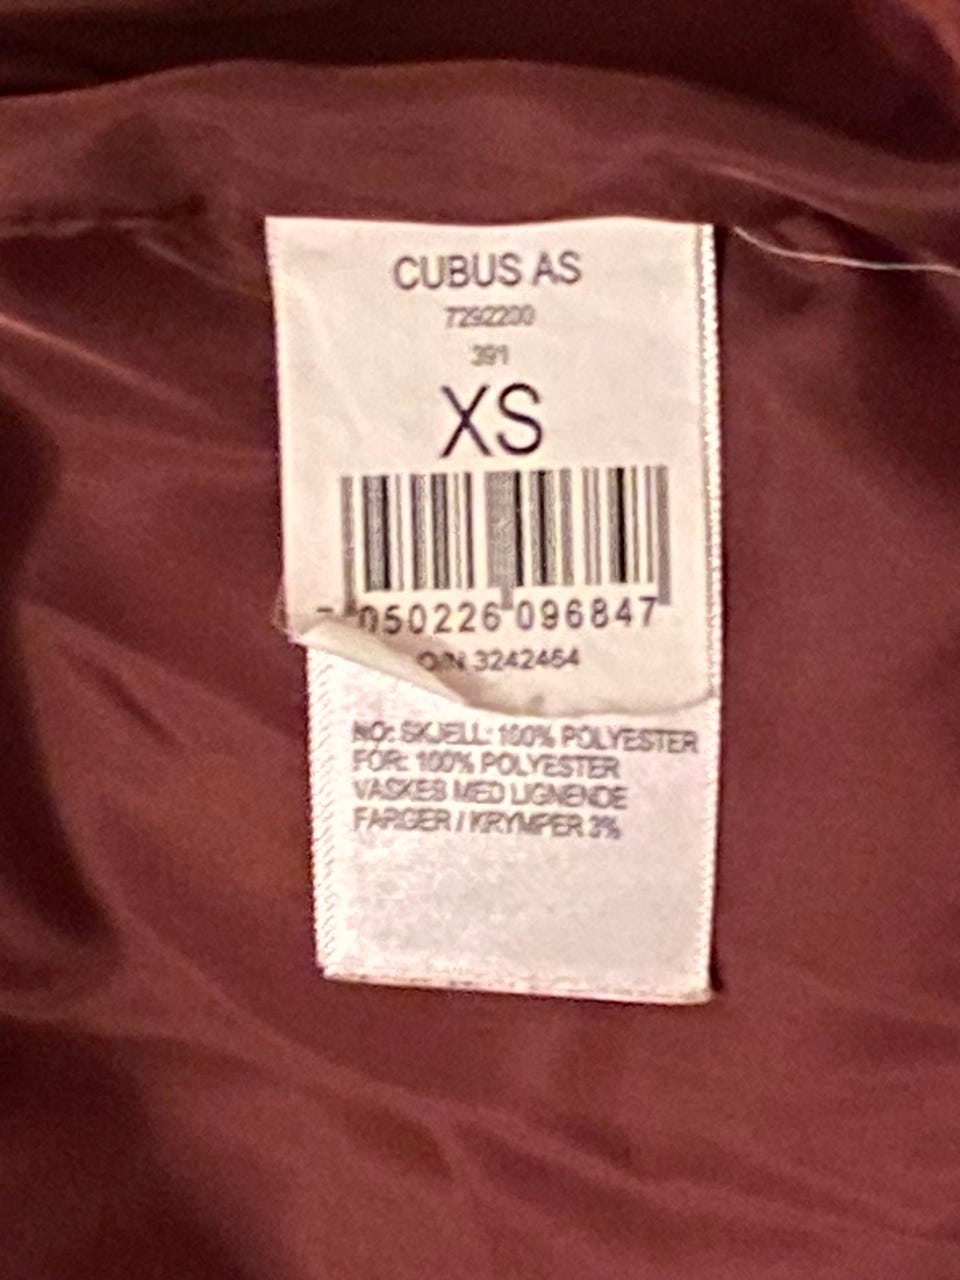 CUBUS AS
7292200
391
XS
7 050226 096847
O/N 3242464
NO: SKJELL: 100% POLYESTER
FOR: 100% POLYESTER
VASKES MED LIGNENDE
FARGER / KRYMPER 3%